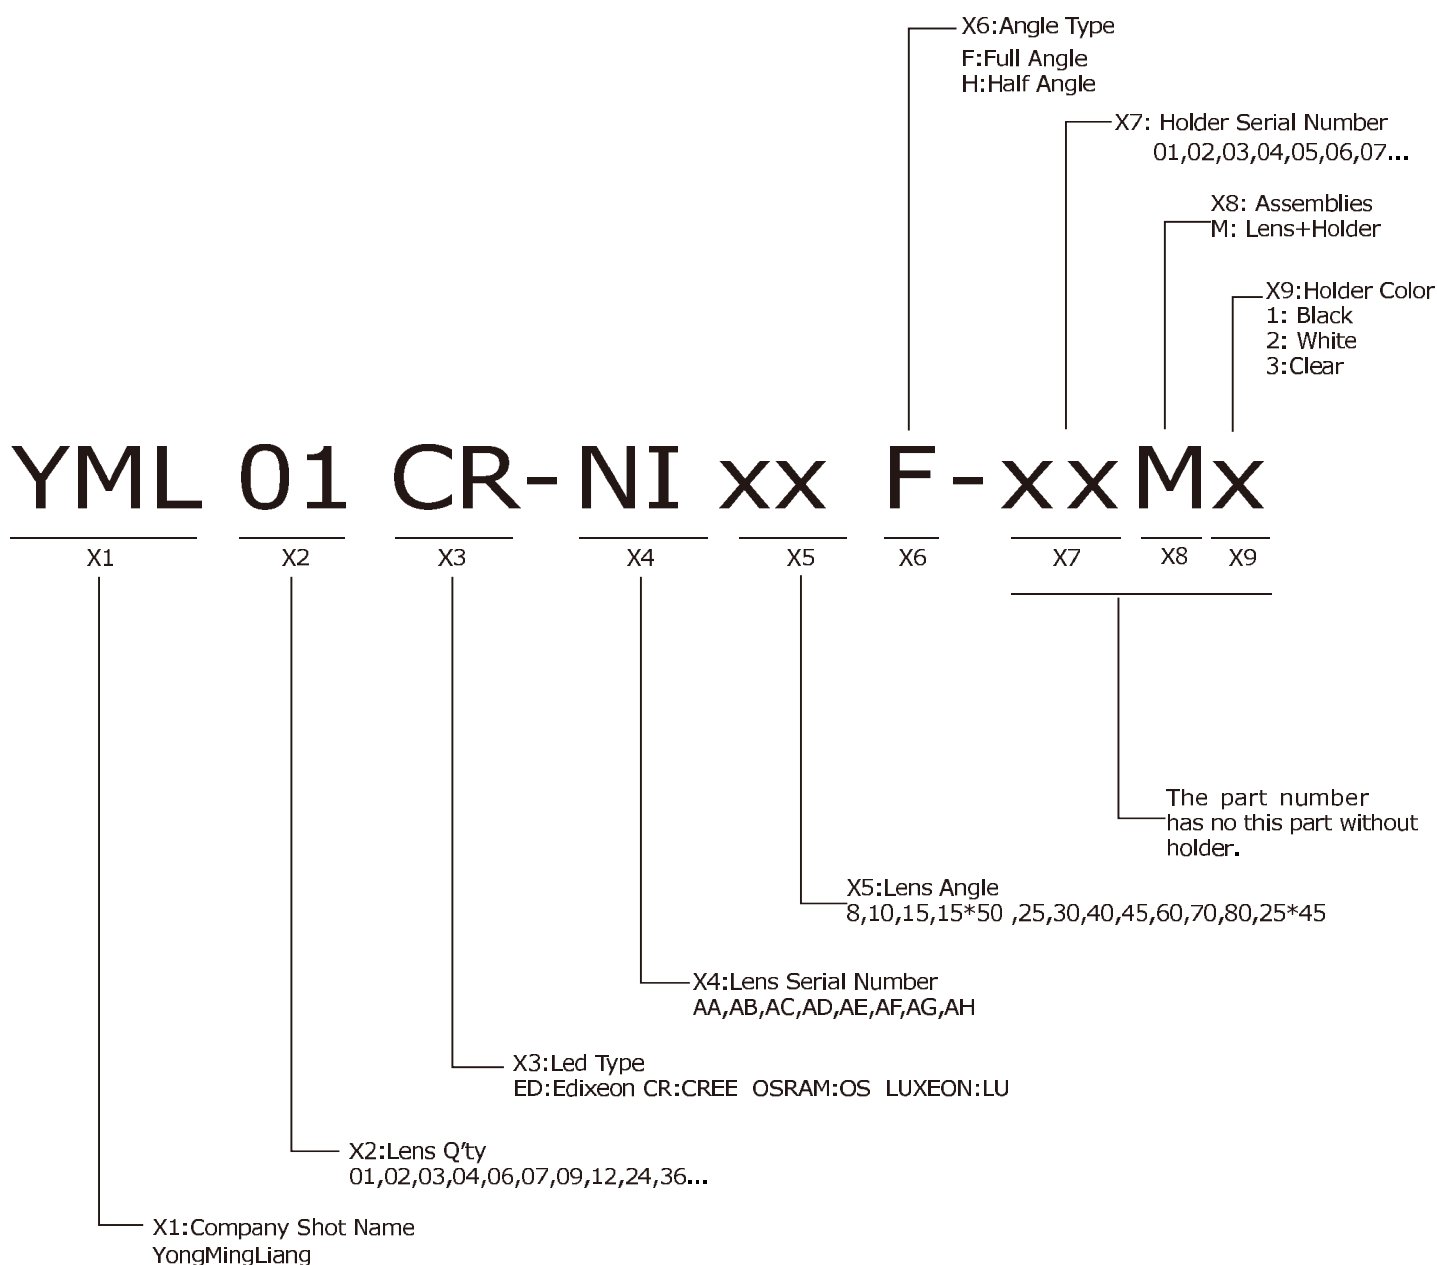 X6:Angle Type
F:Full Angle
H:Half Angle
X7: Holder Serial Number
01,02,03,04,05,06,07...
X8: Assemblies
M: Lens+Holder
X9:Holder Color
1: Black
2: White
3:Clear
YML 01 CR-NI xx F-xxMx
X1 X2 X3 X4 X5 X6 X7 X8 X9
The part number
has no this part without
holder.
X5:Lens Angle
8,10,15,15*50 ,25,30,40,45,60,70,80,25*45
X4:Lens Serial Number
AA,AB,AC,AD,AE,AF,AG,AH
X3:Led Type
ED:Edixeon CR:CREE OSRAM:OS LUXEON:LU
X2:Lens Q'ty
01,02,03,04,06,07,09,12,24,36...
X1:Company Shot Name
YongMingLiang